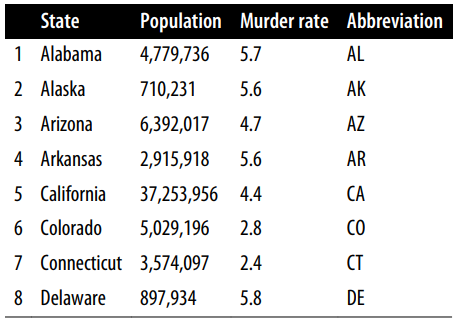 State Population Murder rate Abbreviation
1 Alabama 4,779,736 5.7 AL
2 Alaska 710,231 5.6 AK
3 Arizona 6,392,017 4.7 AZ
4 Arkansas 2,915,918 5.6 AR
5 California 37,253,956 4.4 CA
6 Colorado 5,029,196 2.8 CO
7 Connecticut 3,574,097 2.4 CT
8 Delaware 897,934 5.8 DE